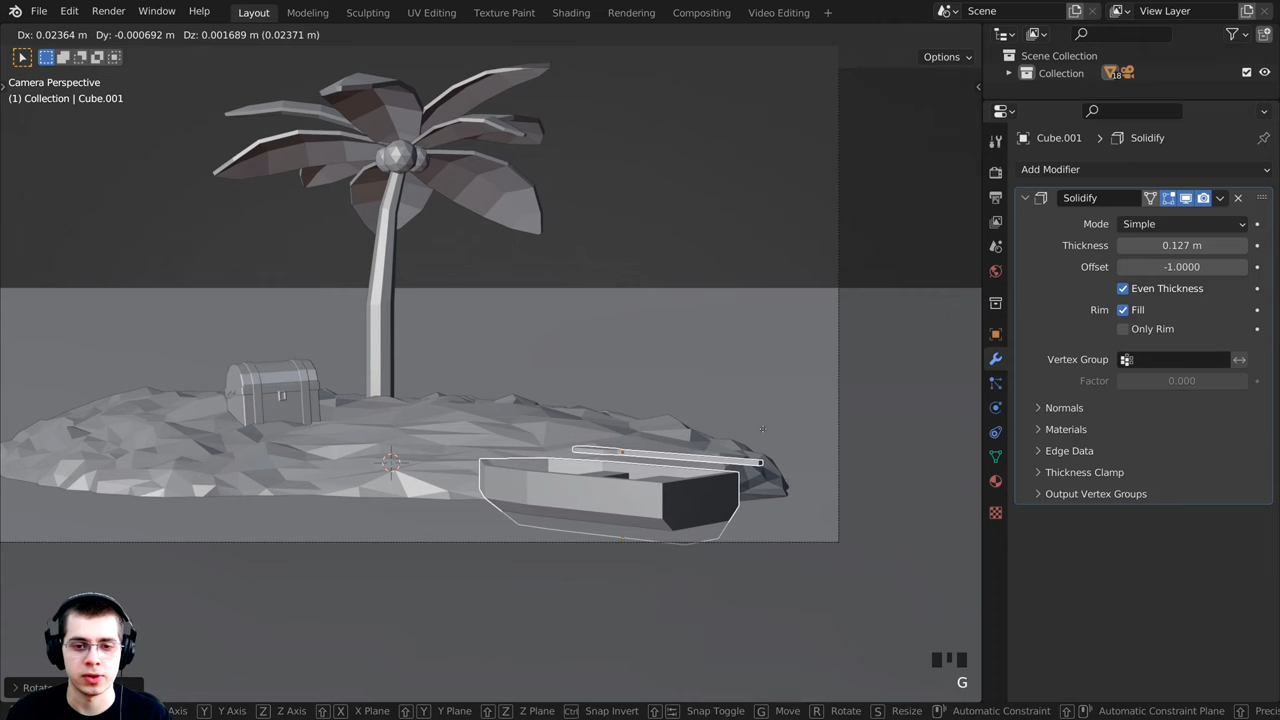 File Edit Render Window Help Layout Modeling Sculpting UV Editing Texture Paint Shading Rendering Compositing Video Editing + Scene View Layer
Dx: 0.02364 m Dy: -0.000692 m Dz: 0.001689 m (0.02371 m)
Options
Camera Perspective
(1) Collection | Cube.001
Scene Collection
Collection 18
Cube.001 > Solidify
Add Modifier
Solidify
Mode Simple
Thickness 0.127 m
Offset -1.0000
Even Thickness
Rim Fill
Only Rim
Vertex Group
Factor 0.000
Normals
Materials
Edge Data
Thickness Clamp
Output Vertex Groups
G
Rotate
Axis Y Y Axis Z Z Axis X X Plane Y Y Plane Z Z Plane Ctrl Snap Invert Snap Toggle G Move R Rotate S Resize Automatic Constraint Automatic Constraint Plane